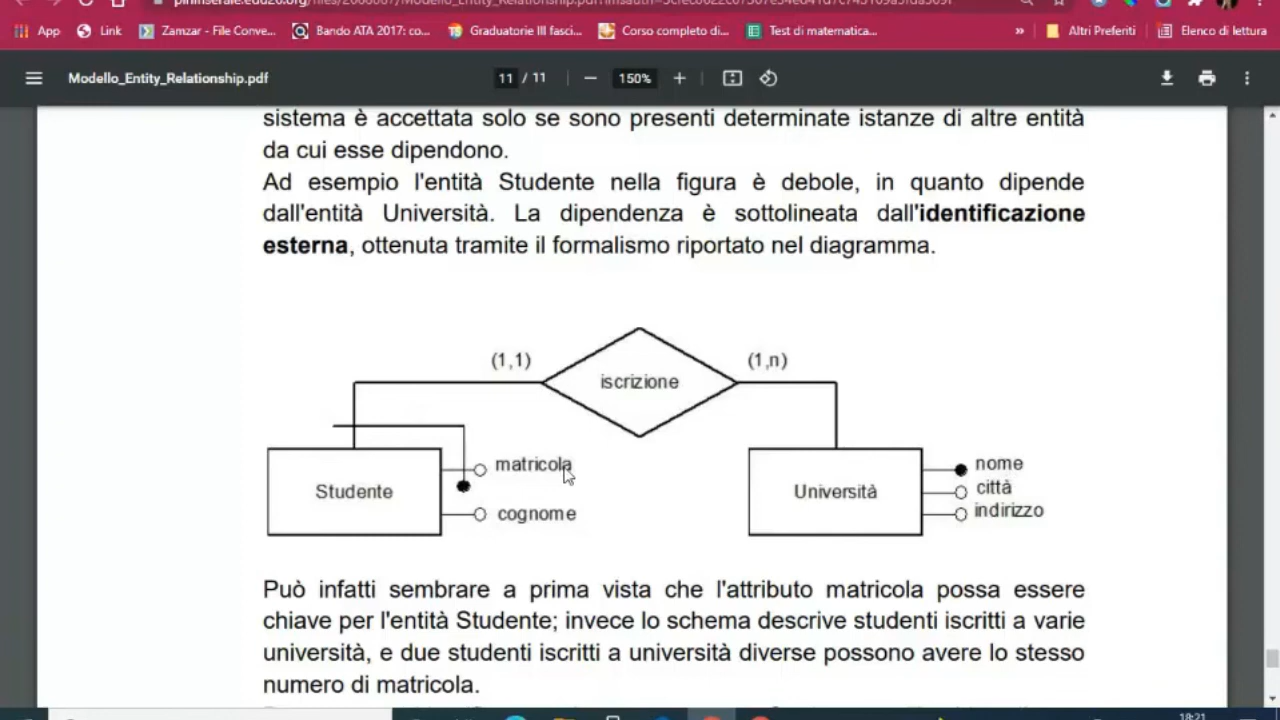 App Link Zamzar - File Conve... Bando ATA 2017: co... Graduatorie III fasci... Corso completo di... Test di matematica... » Altri Preferiti Elenco di lettura
Modello_Entity_Relationship.pdf 11 / 11 150%
sistema è accettata solo se sono presenti determinate istanze di altre entità
da cui esse dipendono.
Ad esempio l'entità Studente nella figura è debole, in quanto dipende
dall'entità Università. La dipendenza è sottolineata dall'identificazione
esterna, ottenuta tramite il formalismo riportato nel diagramma.
(1,1) (1,n)
iscrizione
matricola
Studente
cognome
Università
nome
città
indirizzo
Può infatti sembrare a prima vista che l'attributo matricola possa essere
chiave per l'entità Studente; invece lo schema descrive studenti iscritti a varie
università, e due studenti iscritti a università diverse possono avere lo stesso
numero di matricola.
18:21